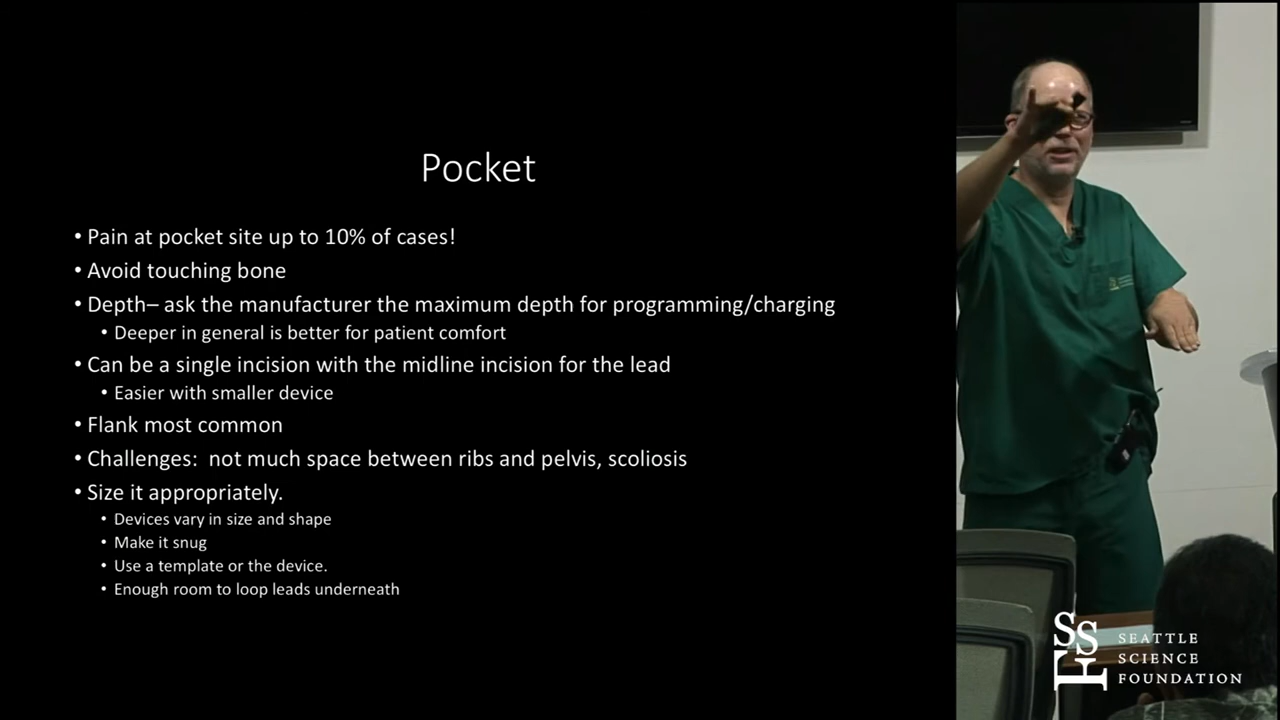 Pocket
• Pain at pocket site up to 10% of cases!
• Avoid touching bone
• Depth– ask the manufacturer the maximum depth for programming/charging
• Deeper in general is better for patient comfort
• Can be a single incision with the midline incision for the lead
• Easier with smaller device
• Flank most common
• Challenges:  not much space between ribs and pelvis, scoliosis
• Size it appropriately.
• Devices vary in size and shape
• Make it snug
• Use a template or the device.
• Enough room to loop leads underneath
SSF
SEATTLE
SCIENCE
FOUNDATION